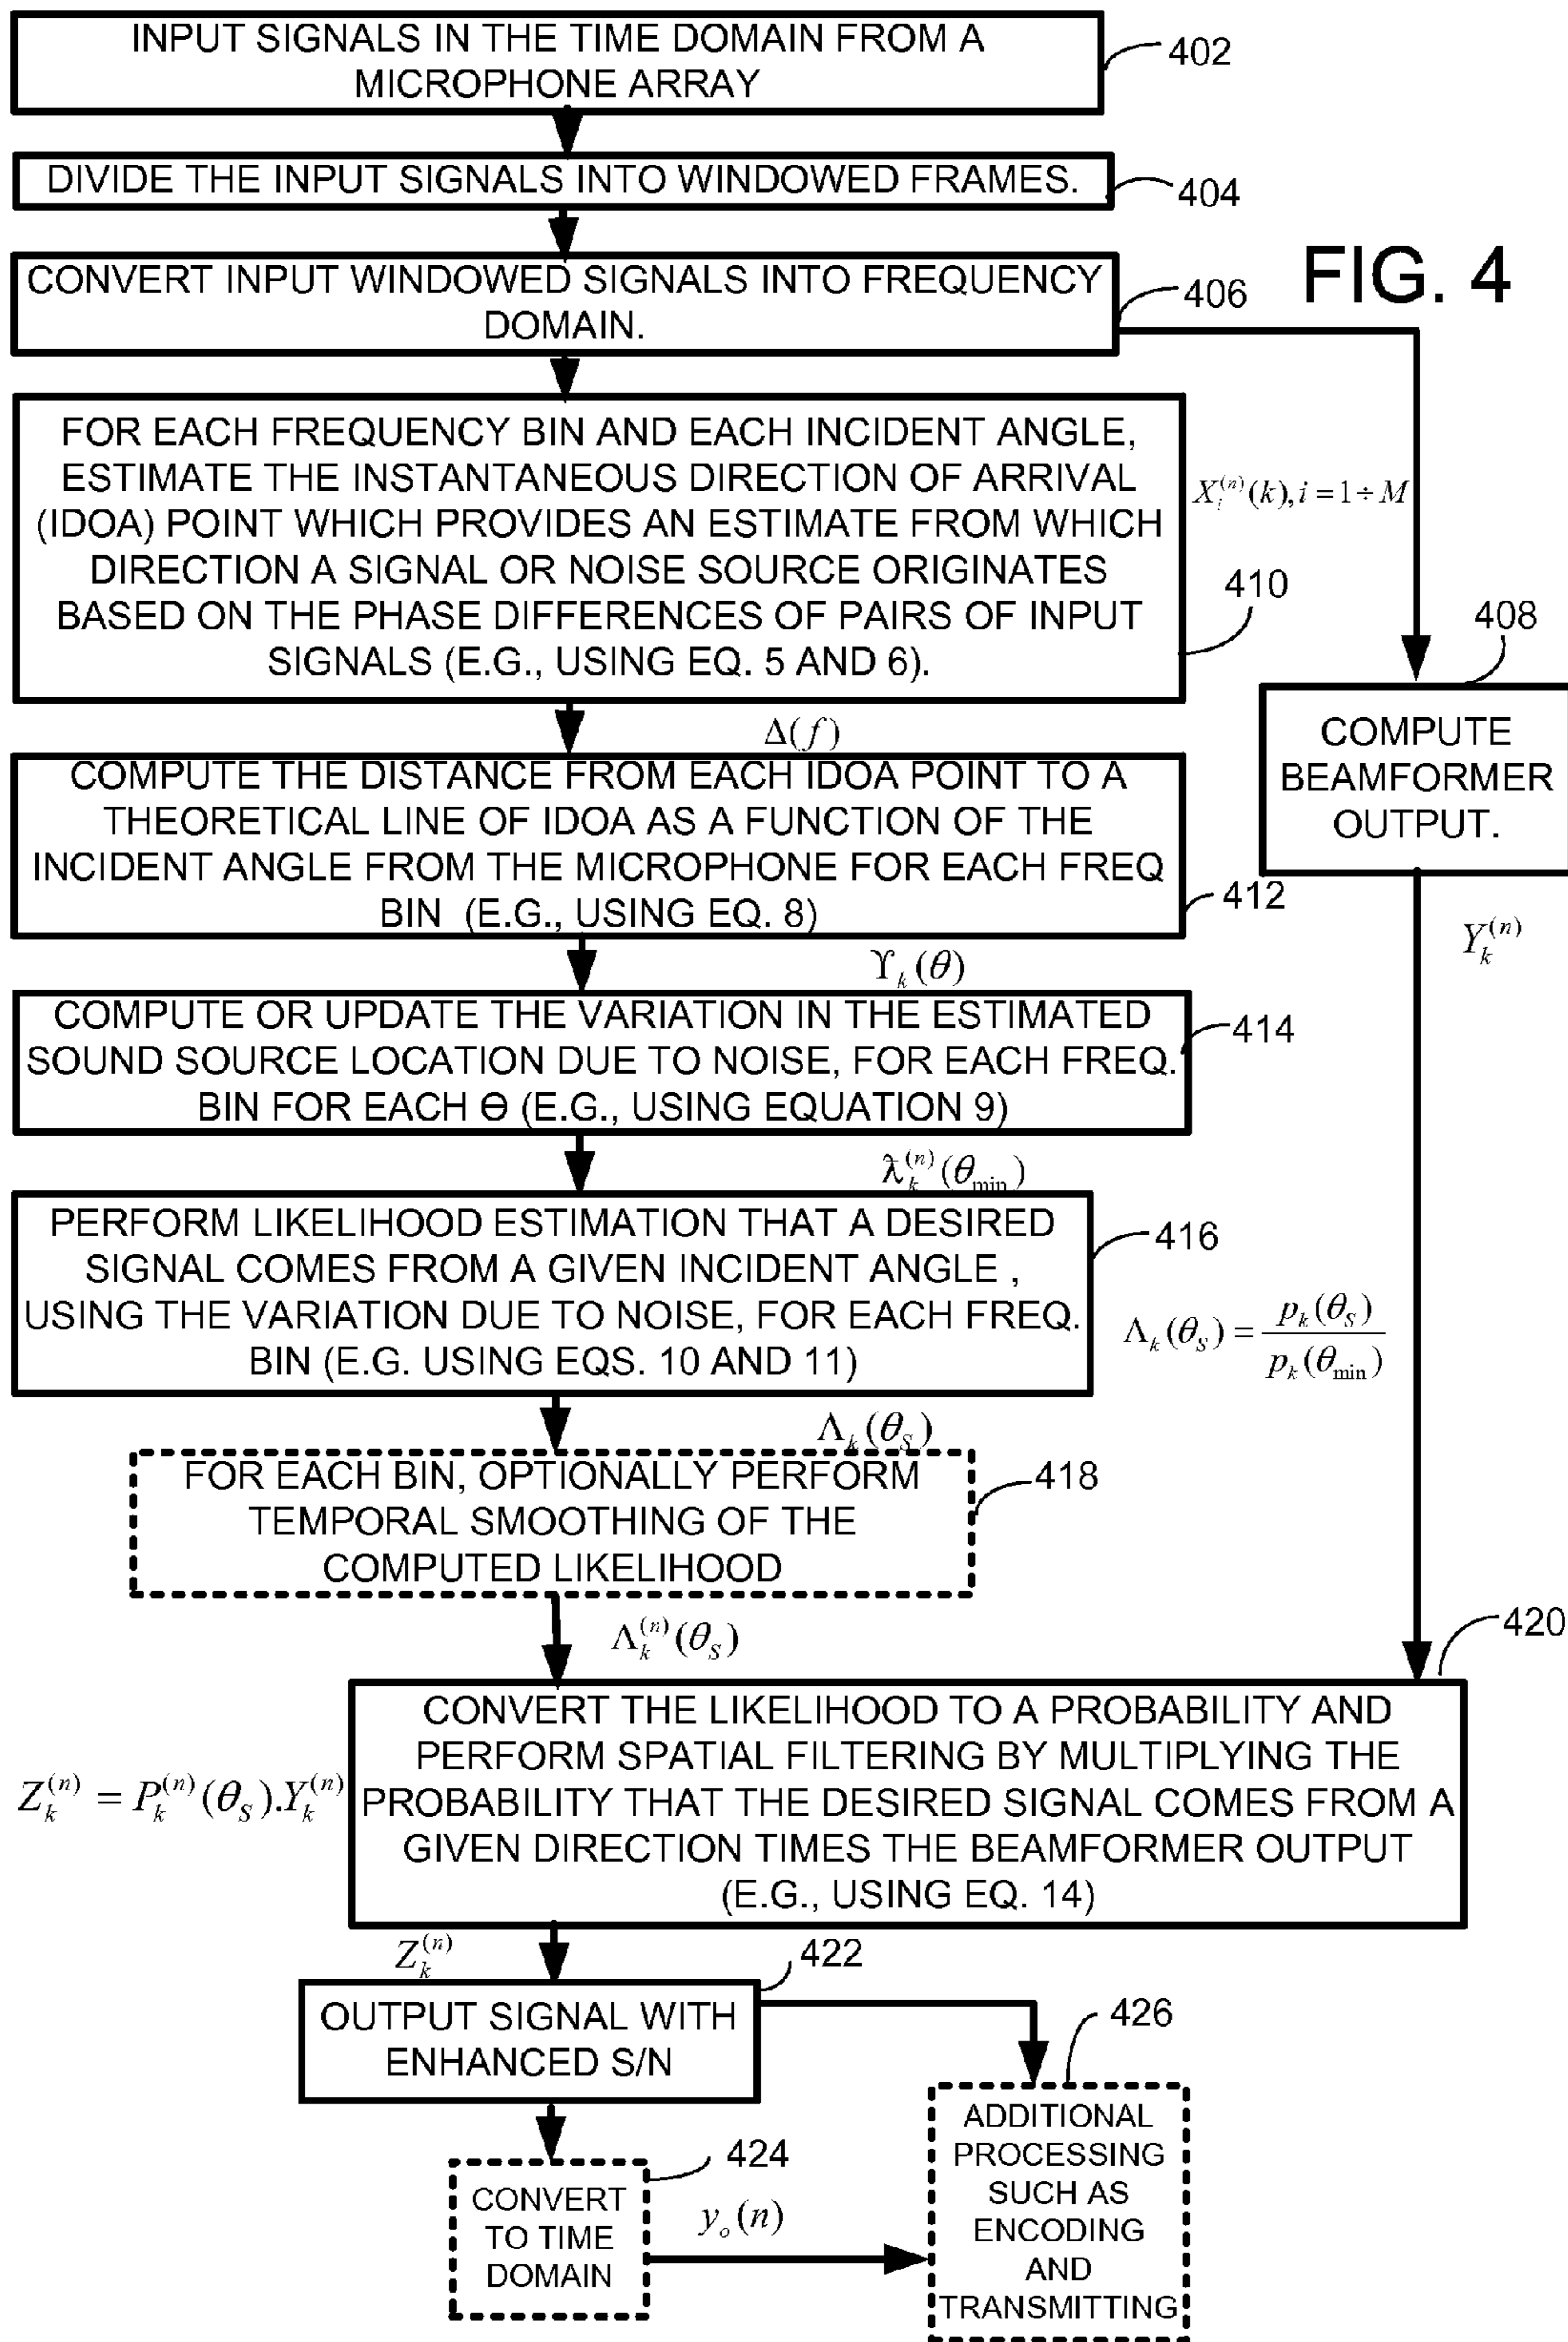 INPUT SIGNALS IN THE TIME DOMAIN FROM A
MICROPHONE ARRAY
402
DIVIDE THE INPUT SIGNALS INTO WINDOWED FRAMES.
404
CONVERT INPUT WINDOWED SIGNALS INTO FREQUENCY
DOMAIN.
406
FIG. 4
FOR EACH FREQUENCY BIN AND EACH INCIDENT ANGLE,
ESTIMATE THE INSTANTANEOUS DIRECTION OF ARRIVAL
(IDOA) POINT WHICH PROVIDES AN ESTIMATE FROM WHICH
DIRECTION A SIGNAL OR NOISE SOURCE ORIGINATES
BASED ON THE PHASE DIFFERENCES OF PAIRS OF INPUT
SIGNALS (E.G., USING EQ. 5 AND 6).
410
X_i^{(n)}(k), i = 1 ÷ M
408
COMPUTE
BEAMFORMER
OUTPUT.
Δ(f)
COMPUTE THE DISTANCE FROM EACH IDOA POINT TO A
THEORETICAL LINE OF IDOA AS A FUNCTION OF THE
INCIDENT ANGLE FROM THE MICROPHONE FOR EACH FREQ
BIN (E.G., USING EQ. 8)
412
Y_k^{(n)}
ϒ_k(θ)
COMPUTE OR UPDATE THE VARIATION IN THE ESTIMATED
SOUND SOURCE LOCATION DUE TO NOISE, FOR EACH FREQ.
BIN FOR EACH Θ (E.G., USING EQUATION 9)
414
ƛ_k^{(n)}(θ_min)
PERFORM LIKELIHOOD ESTIMATION THAT A DESIRED
SIGNAL COMES FROM A GIVEN INCIDENT ANGLE ,
USING THE VARIATION DUE TO NOISE, FOR EACH FREQ.
BIN (E.G. USING EQS. 10 AND 11)
416
Λ_k(θ_S) = p_k(θ_S) / p_k(θ_min)
Λ_k(θ_S)
FOR EACH BIN, OPTIONALLY PERFORM
TEMPORAL SMOOTHING OF THE
COMPUTED LIKELIHOOD
418
Λ_k^{(n)}(θ_S)
420
CONVERT THE LIKELIHOOD TO A PROBABILITY AND
PERFORM SPATIAL FILTERING BY MULTIPLYING THE
PROBABILITY THAT THE DESIRED SIGNAL COMES FROM A
GIVEN DIRECTION TIMES THE BEAMFORMER OUTPUT
(E.G., USING EQ. 14)
Z_k^{(n)} = P_k^{(n)}(θ_S).Y_k^{(n)}
Z_k^{(n)}
422
OUTPUT SIGNAL WITH
ENHANCED S/N
426
ADDITIONAL
PROCESSING
SUCH AS
ENCODING
AND
TRANSMITTING
424
CONVERT
TO TIME
DOMAIN
y_o(n)